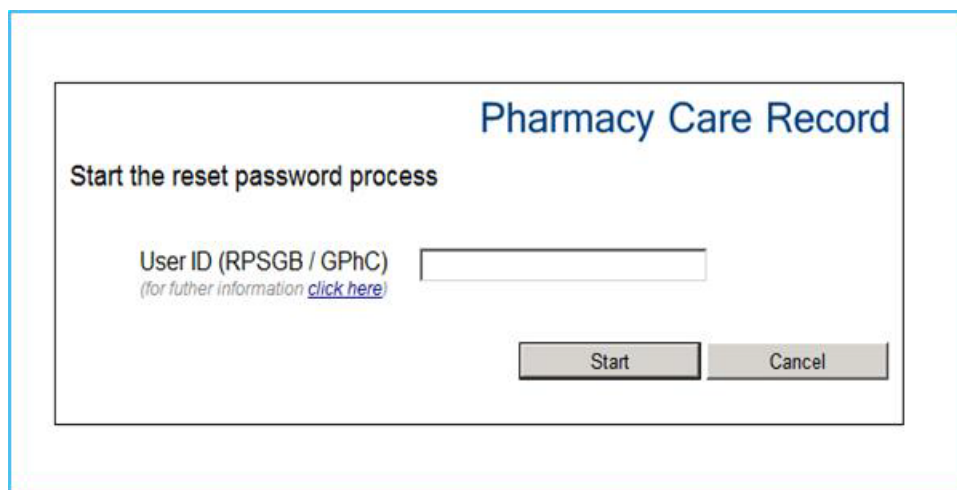 Pharmacy Care Record
Start the reset password process
User ID (RPSGB / GPhC)
(for futher information click here)
Start Cancel